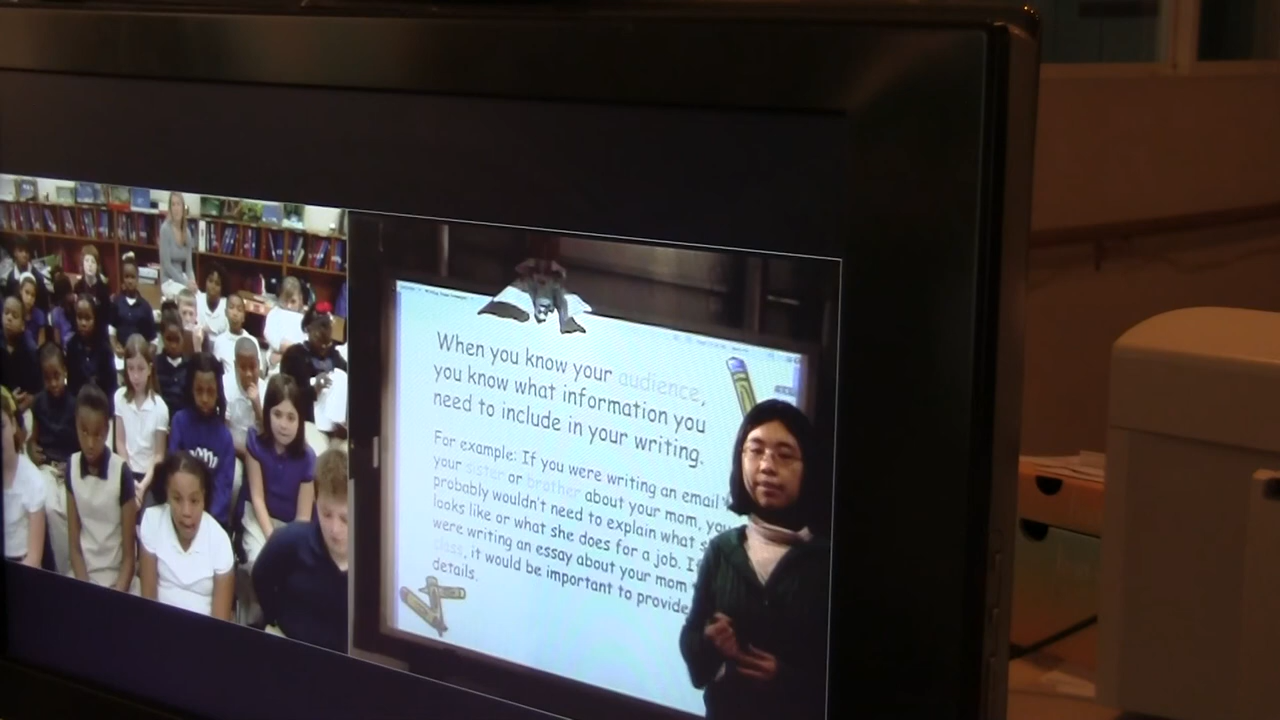 When you know your audience,
you know what information you
need to include in your writing.
For example: If you were writing an email
your sister or brother about your mom, you
probably wouldn't need to explain what s
looks like or what she does for a job. If
were writing an essay about your mom
class, it would be important to provide
details.